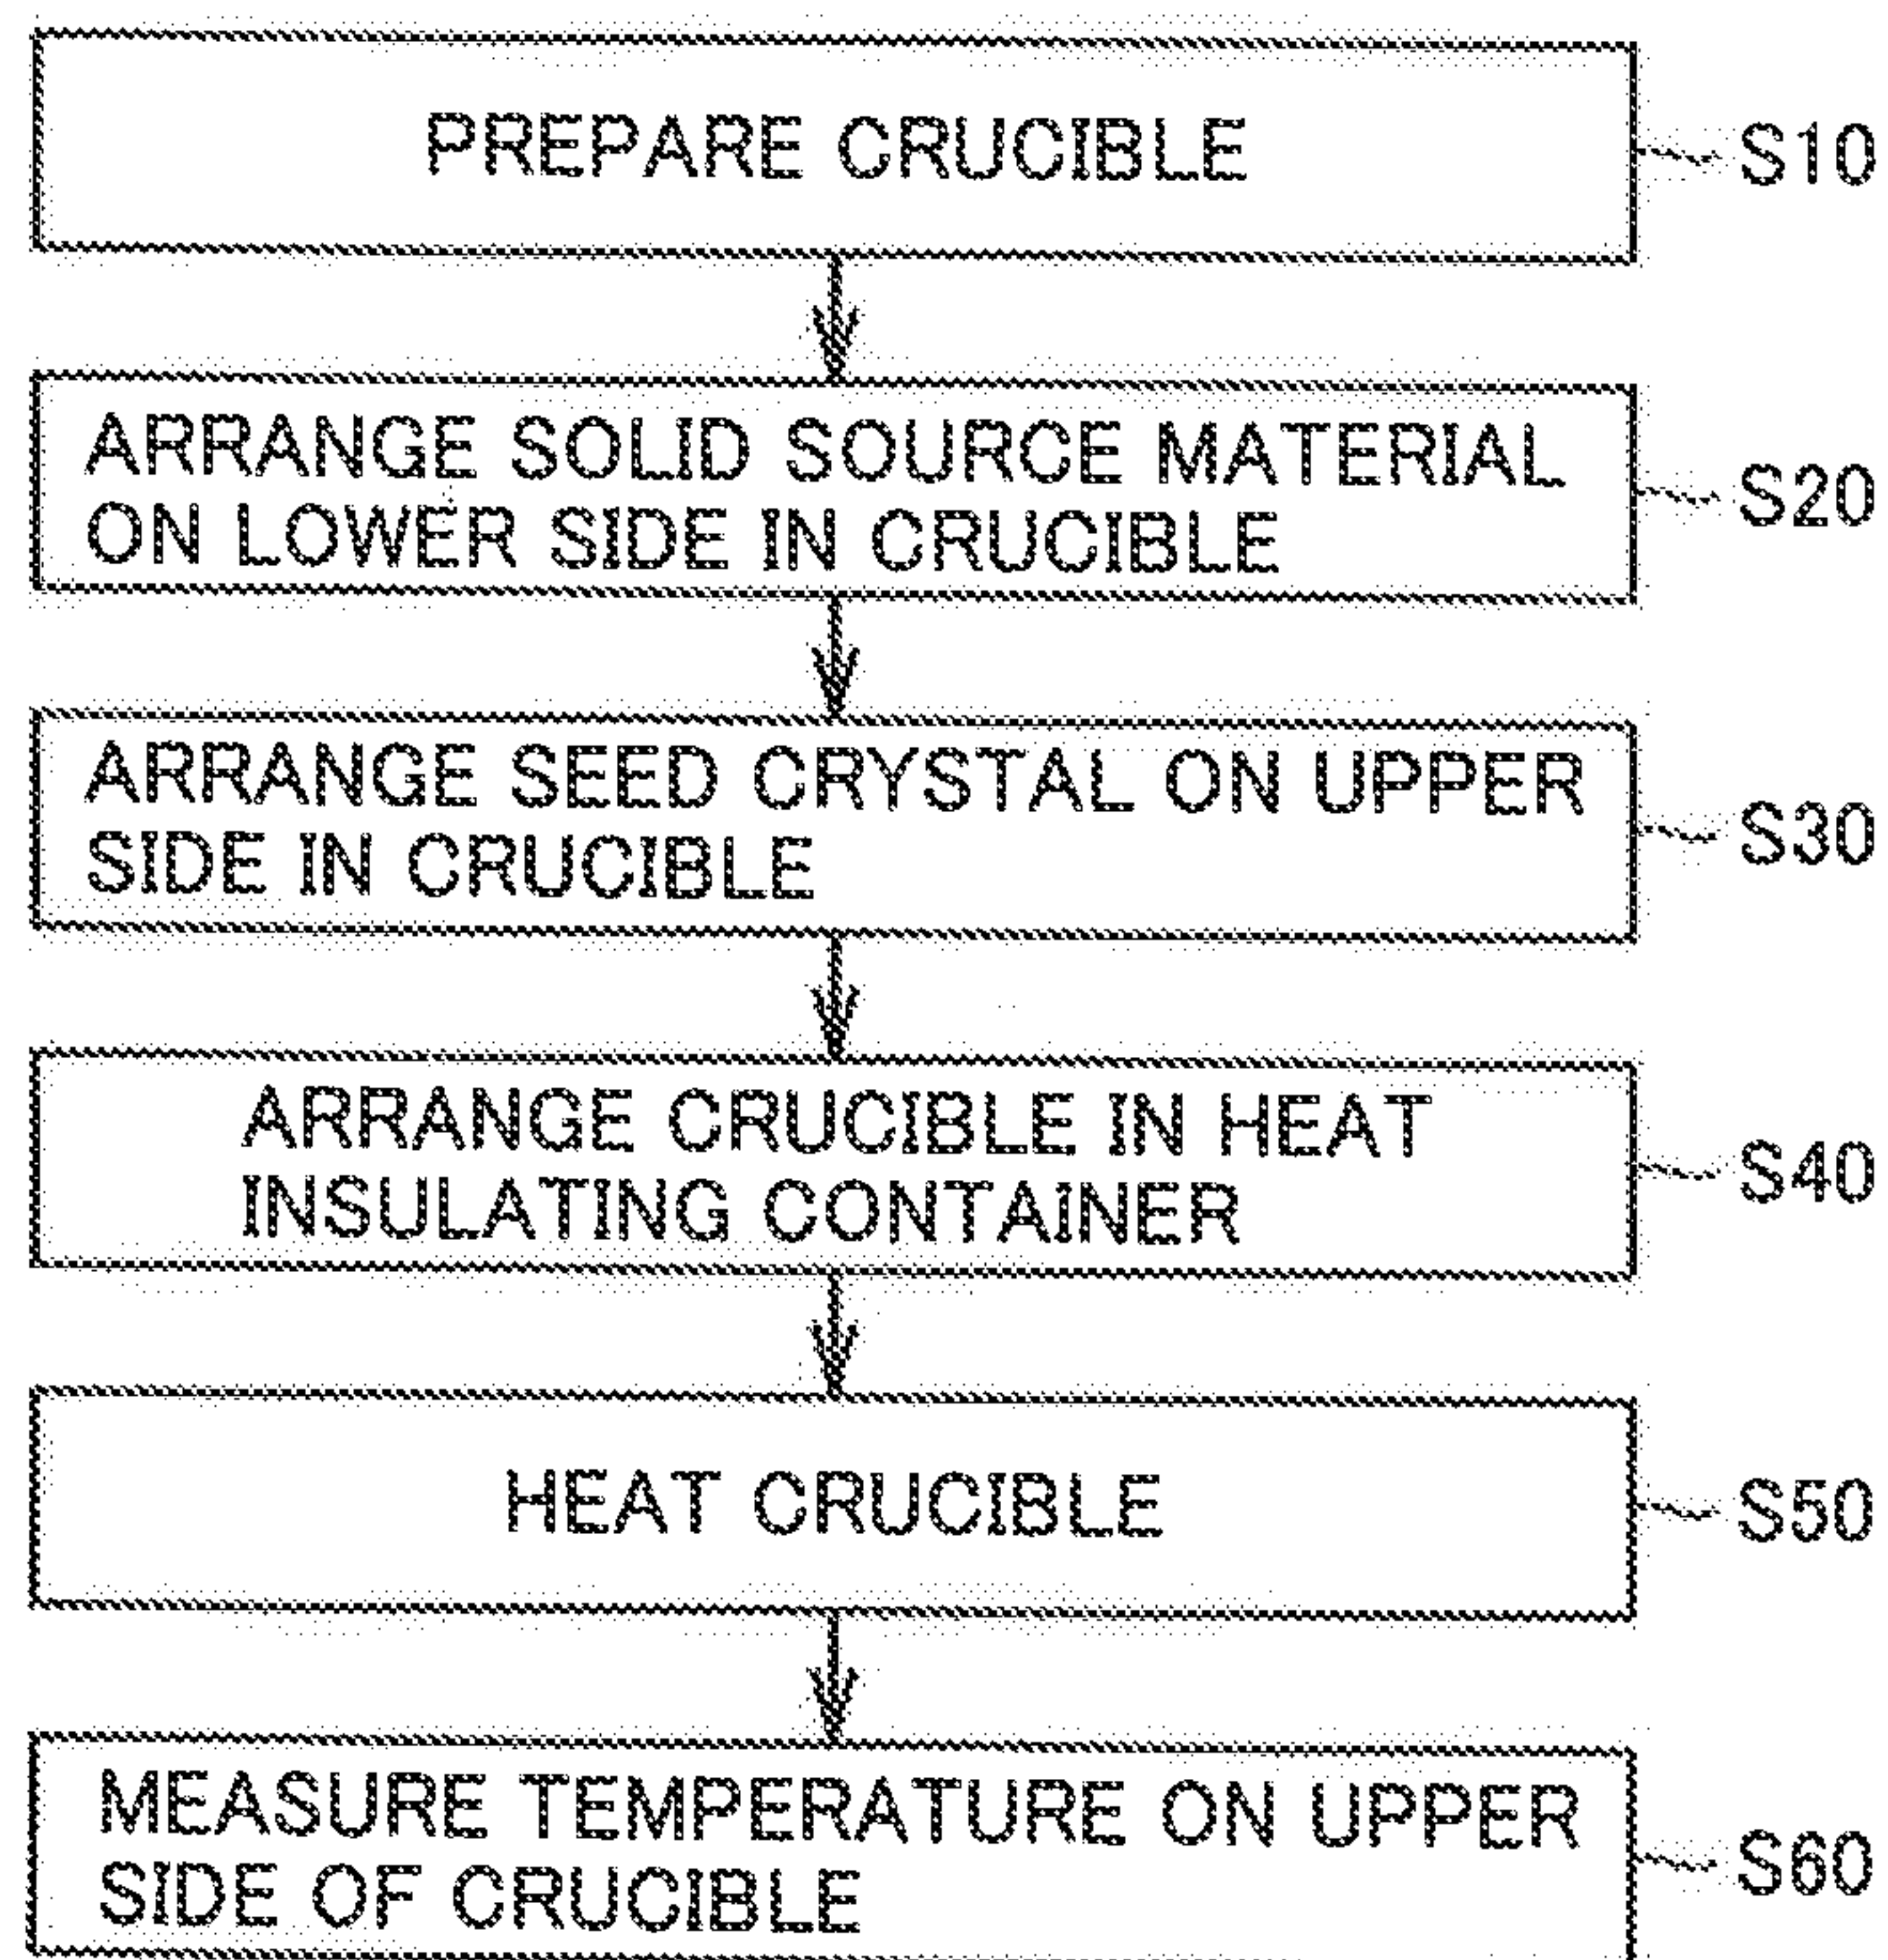 PREPARE CRUCIBLE
S10
ARRANGE SOLID SOURCE MATERIAL
ON LOWER SIDE IN CRUCIBLE
S20
ARRANGE SEED CRYSTAL ON UPPER
SIDE IN CRUCIBLE
S30
ARRANGE CRUCIBLE IN HEAT
INSULATING CONTAINER
S40
HEAT CRUCIBLE
S50
MEASURE TEMPERATURE ON UPPER
SIDE OF CRUCIBLE
S60